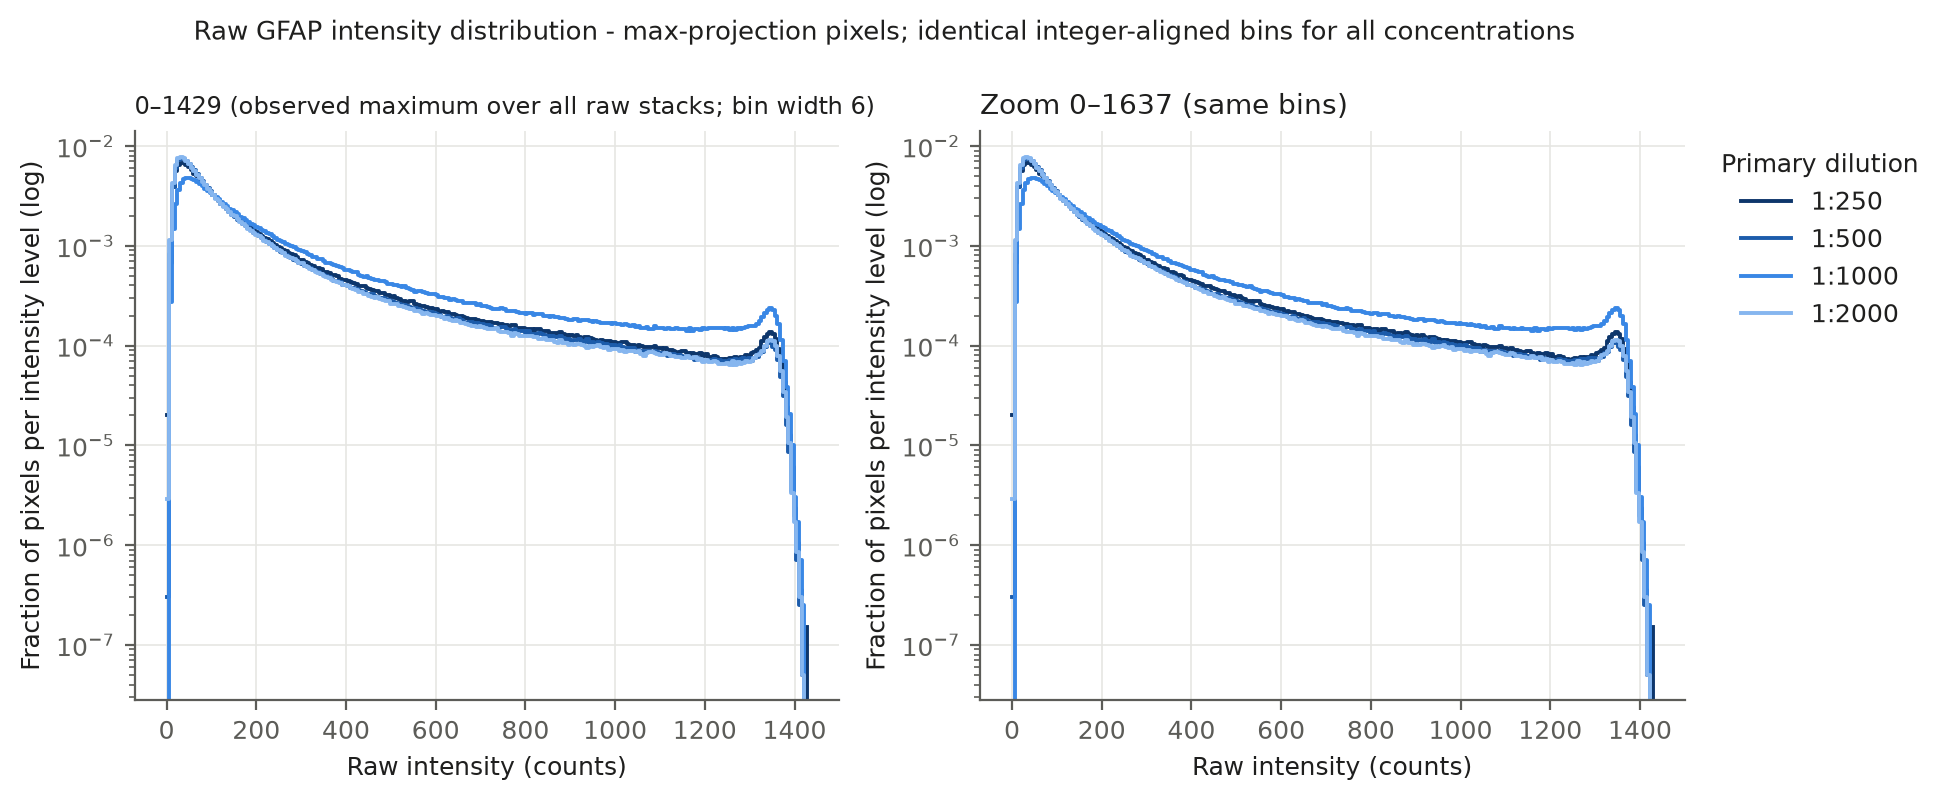 Raw GFAP intensity distribution - max-projection pixels; identical integer-aligned bins for all concentrations
0–1429 (observed maximum over all raw stacks; bin width 6)
Fraction of pixels per intensity level (log)
10⁻²
10⁻³
10⁻⁴
10⁻⁵
10⁻⁶
10⁻⁷
0 200 400 600 800 1000 1200 1400
Raw intensity (counts)
Zoom 0–1637 (same bins)
Fraction of pixels per intensity level (log)
10⁻²
10⁻³
10⁻⁴
10⁻⁵
10⁻⁶
10⁻⁷
0 200 400 600 800 1000 1200 1400
Raw intensity (counts)
Primary dilution
1:250
1:500
1:1000
1:2000